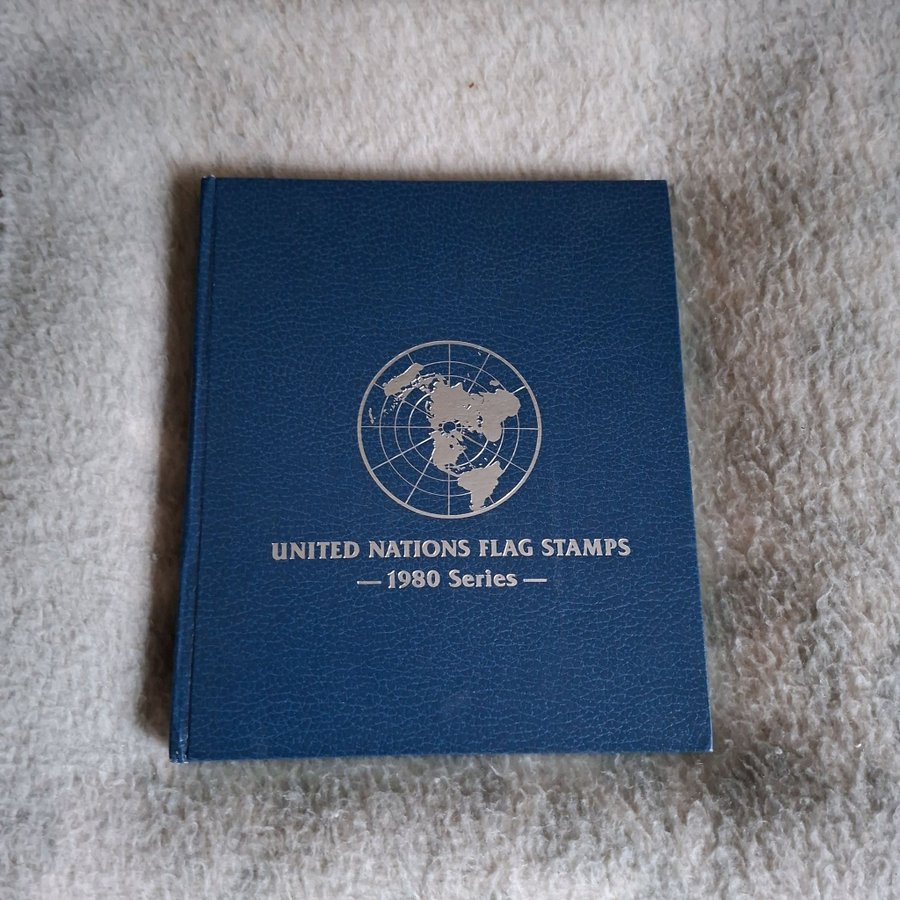 UNITED NATIONS FLAG STAMPS
— 1980 Series —